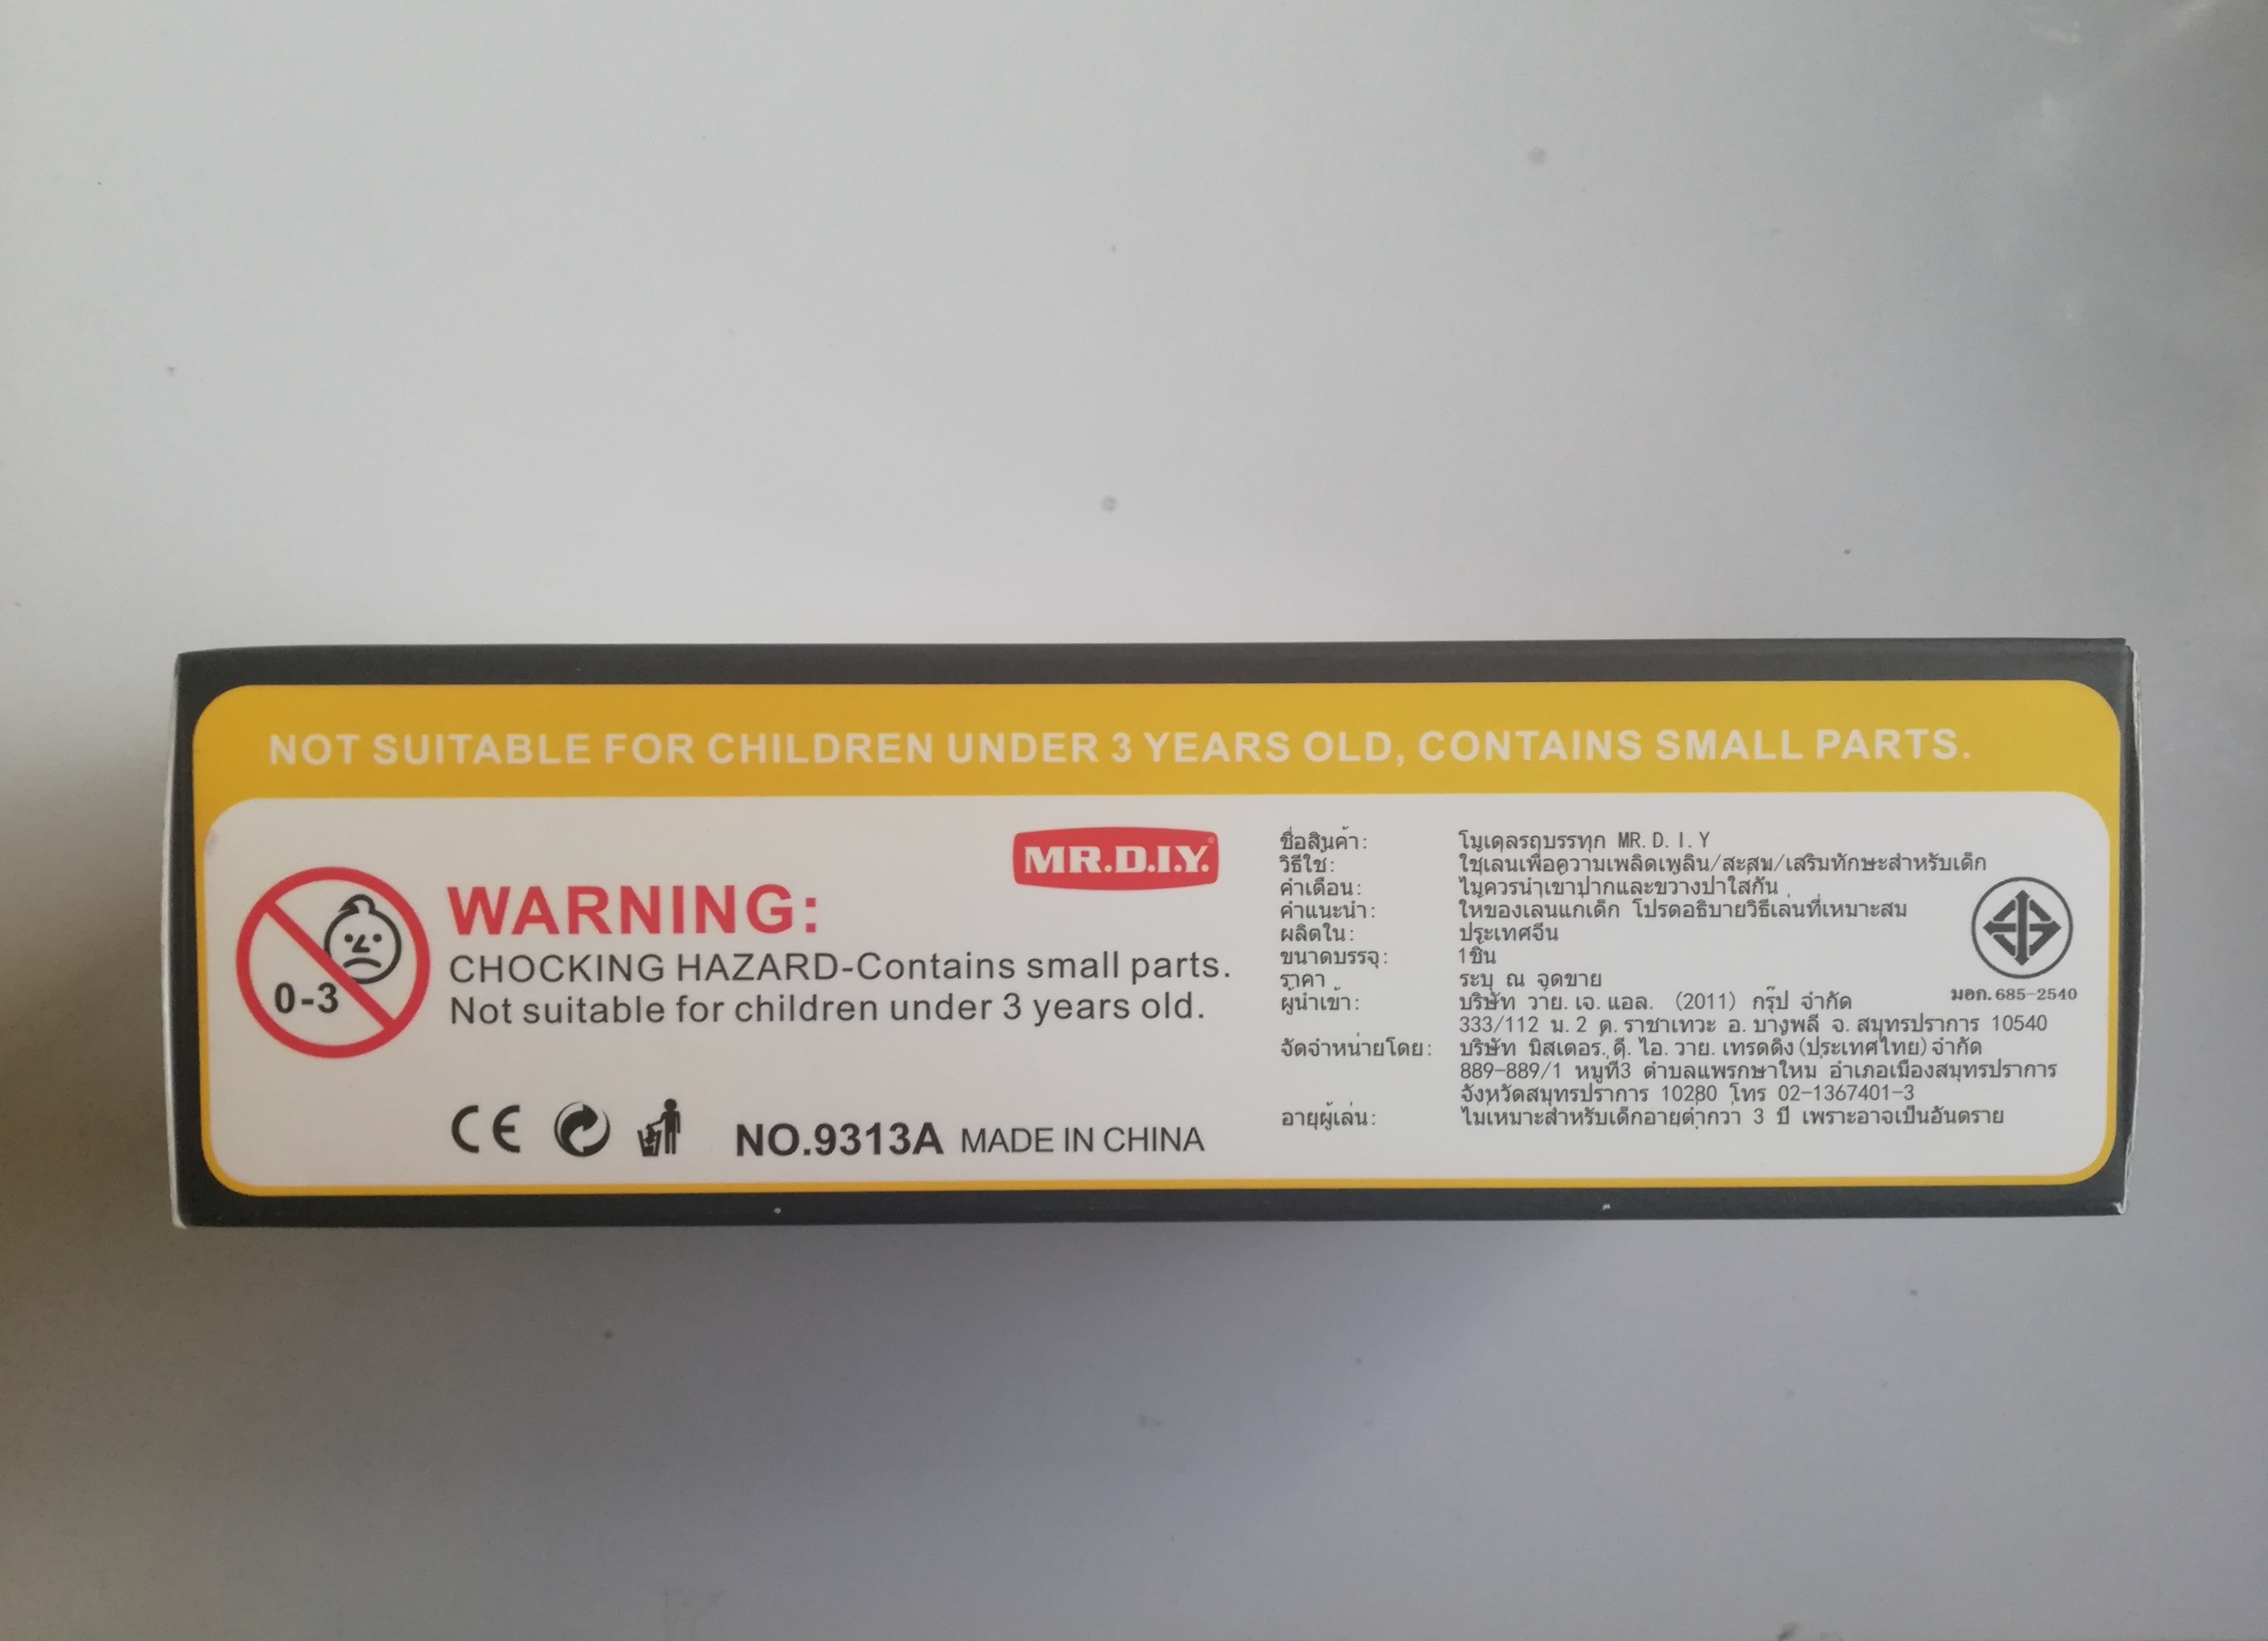 NOT SUITABLE FOR CHILDREN UNDER 3 YEARS OLD, CONTAINS SMALL PARTS.
MR.D.I.Y.®
WARNING:
CHOCKING HAZARD-Contains small parts.
Not suitable for children under 3 years old.
0-3
CE
NO.9313A MADE IN CHINA
ชื่อสินค้า: โมเดลรถบรรทุก MR.D.I.Y
วิธีใช้: ใช้เล่นเพื่อความเพลิดเพลิน/สะสม/เสริมทักษะสำหรับเด็ก
คำเตือน: ไม่ควรนำเข้าปากและขว้างปาใส่กัน
คำแนะนำ: ให้ของเล่นแก่เด็ก โปรดอธิบายวิธีเล่นที่เหมาะสม
ผลิตใน: ประเทศจีน
ขนาดบรรจุ: 1ชิ้น
ราคา ระบุ ณ จุดขาย
ผู้นำเข้า: บริษัท วาย. เจ. แอล. (2011) กรุ๊ป จำกัด
333/112 ม.2 ต.ราชาเทวะ อ.บางพลี จ.สมุทรปราการ 10540
จัดจำหน่ายโดย: บริษัท มิสเตอร์.ดี.ไอ.วาย.เทรดดิ้ง(ประเทศไทย)จำกัด
889-889/1 หมู่ที่3 ตำบลแพรกษาใหม่ อำเภอเมืองสมุทรปราการ
จังหวัดสมุทรปราการ 10280 โทร 02-1367401-3
อายุผู้เล่น: ไม่เหมาะสำหรับเด็กอายุต่ำกว่า 3 ปี เพราะอาจเป็นอันตราย
มอก.685-2540